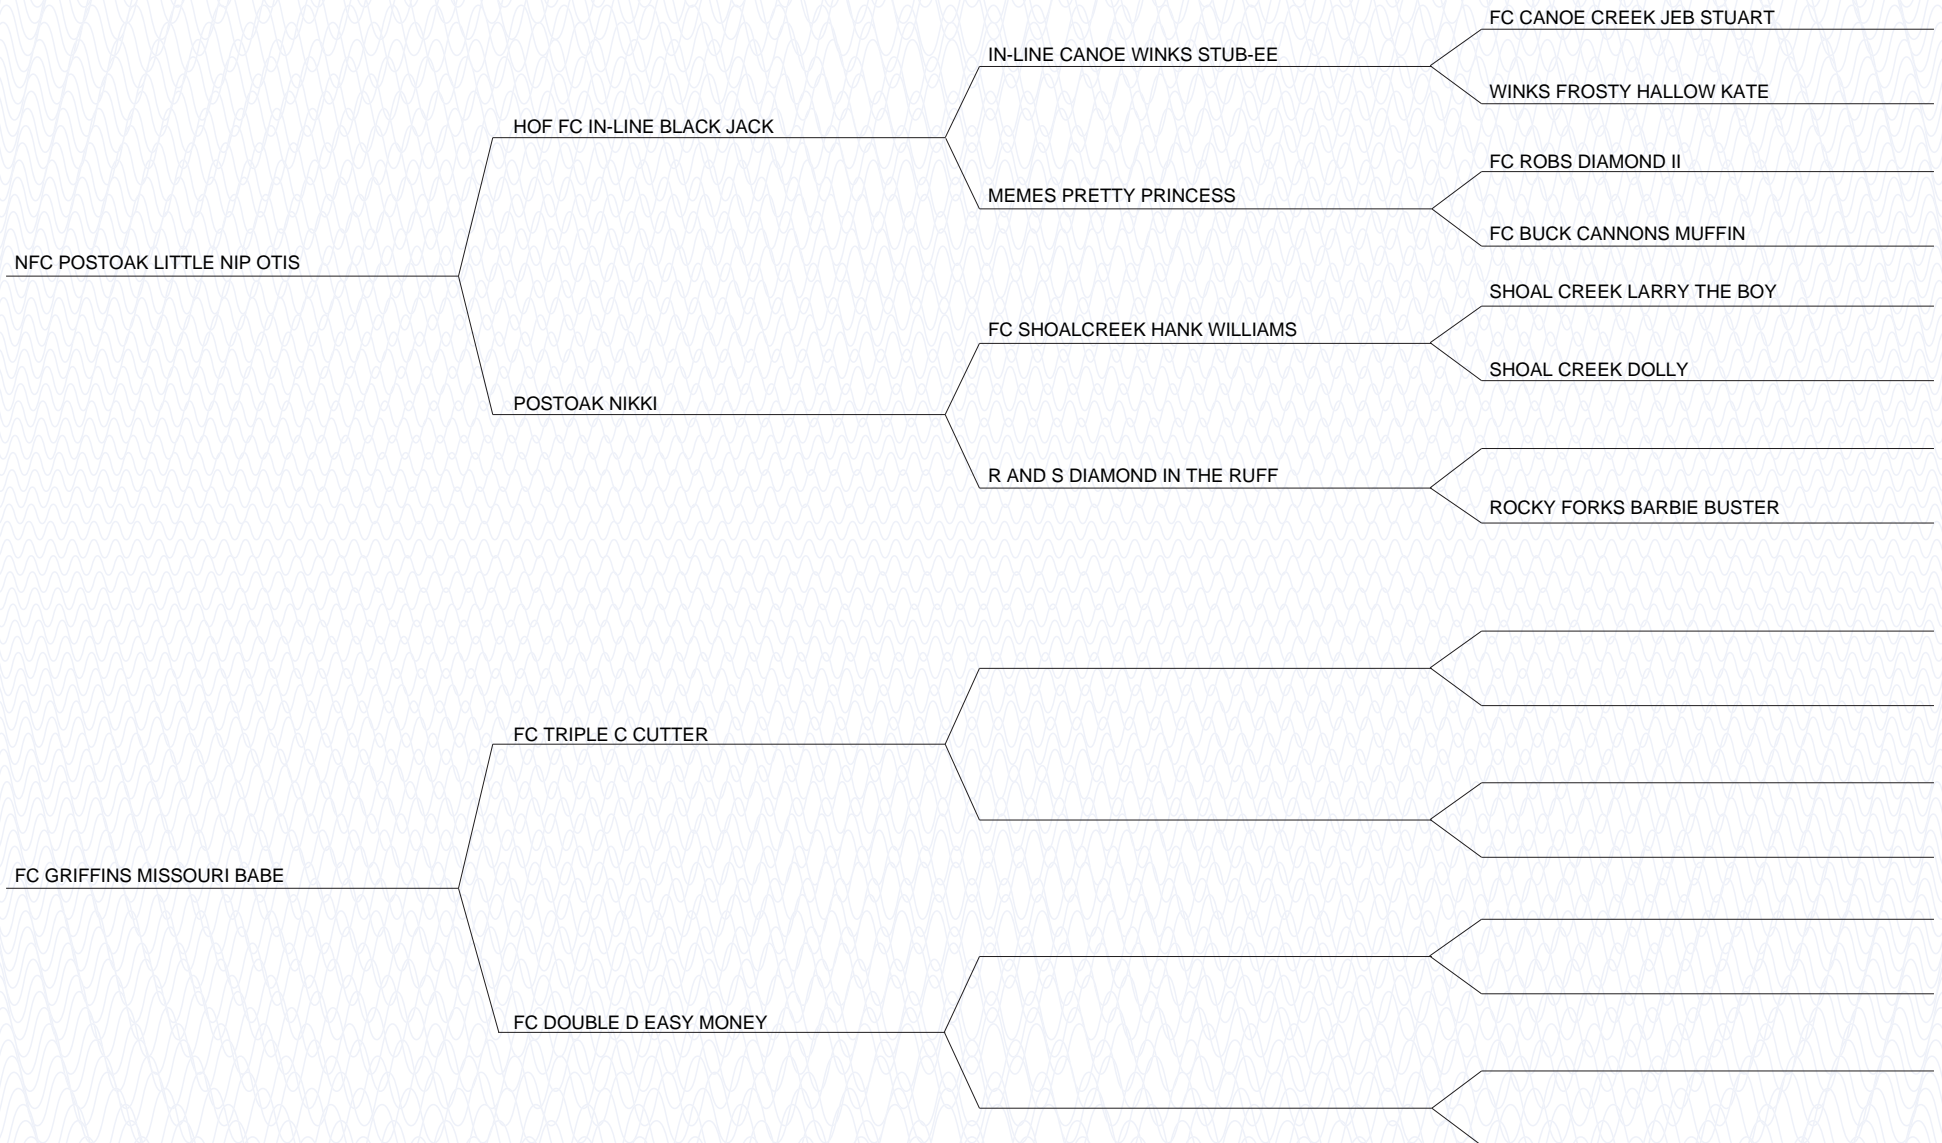 FC CANOE CREEK JEB STUART
IN-LINE CANOE WINKS STUB-EE
WINKS FROSTY HALLOW KATE
HOF FC IN-LINE BLACK JACK
FC ROBS DIAMOND II
MEMES PRETTY PRINCESS
FC BUCK CANNONS MUFFIN
NFC POSTOAK LITTLE NIP OTIS
SHOAL CREEK LARRY THE BOY
FC SHOALCREEK HANK WILLIAMS
SHOAL CREEK DOLLY
POSTOAK NIKKI
R AND S DIAMOND IN THE RUFF
ROCKY FORKS BARBIE BUSTER
FC TRIPLE C CUTTER
FC GRIFFINS MISSOURI BABE
FC DOUBLE D EASY MONEY